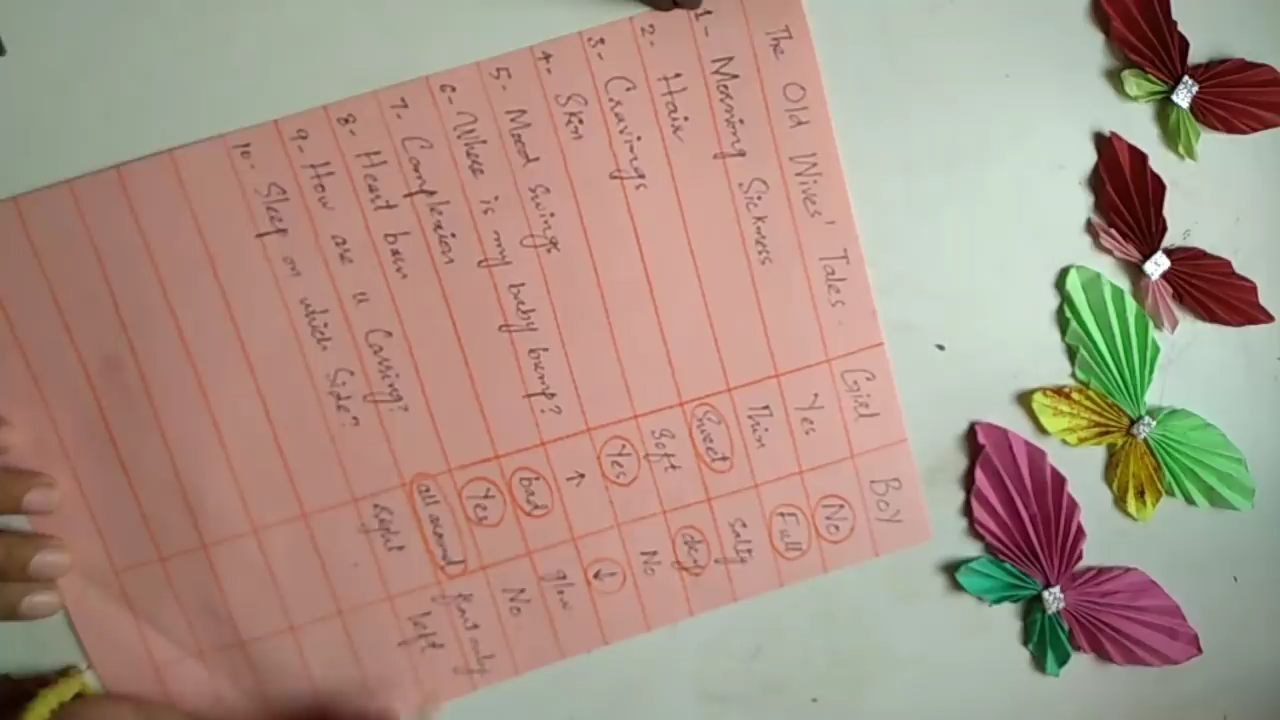 The Old Wives' Tales. Girl Boy
1- Morning Sickness Yes No
2- Hair Thin Full
3- Cravings Sweet Salty
4- Skin Soft dry
5- Mood swings Yes No
6- Where is my baby bump? ↑ ↓
7- Complexion bad glow
8- Heart burn Yes No
9- How are u Carring? all around front only
10- Sleep on which Side? right left